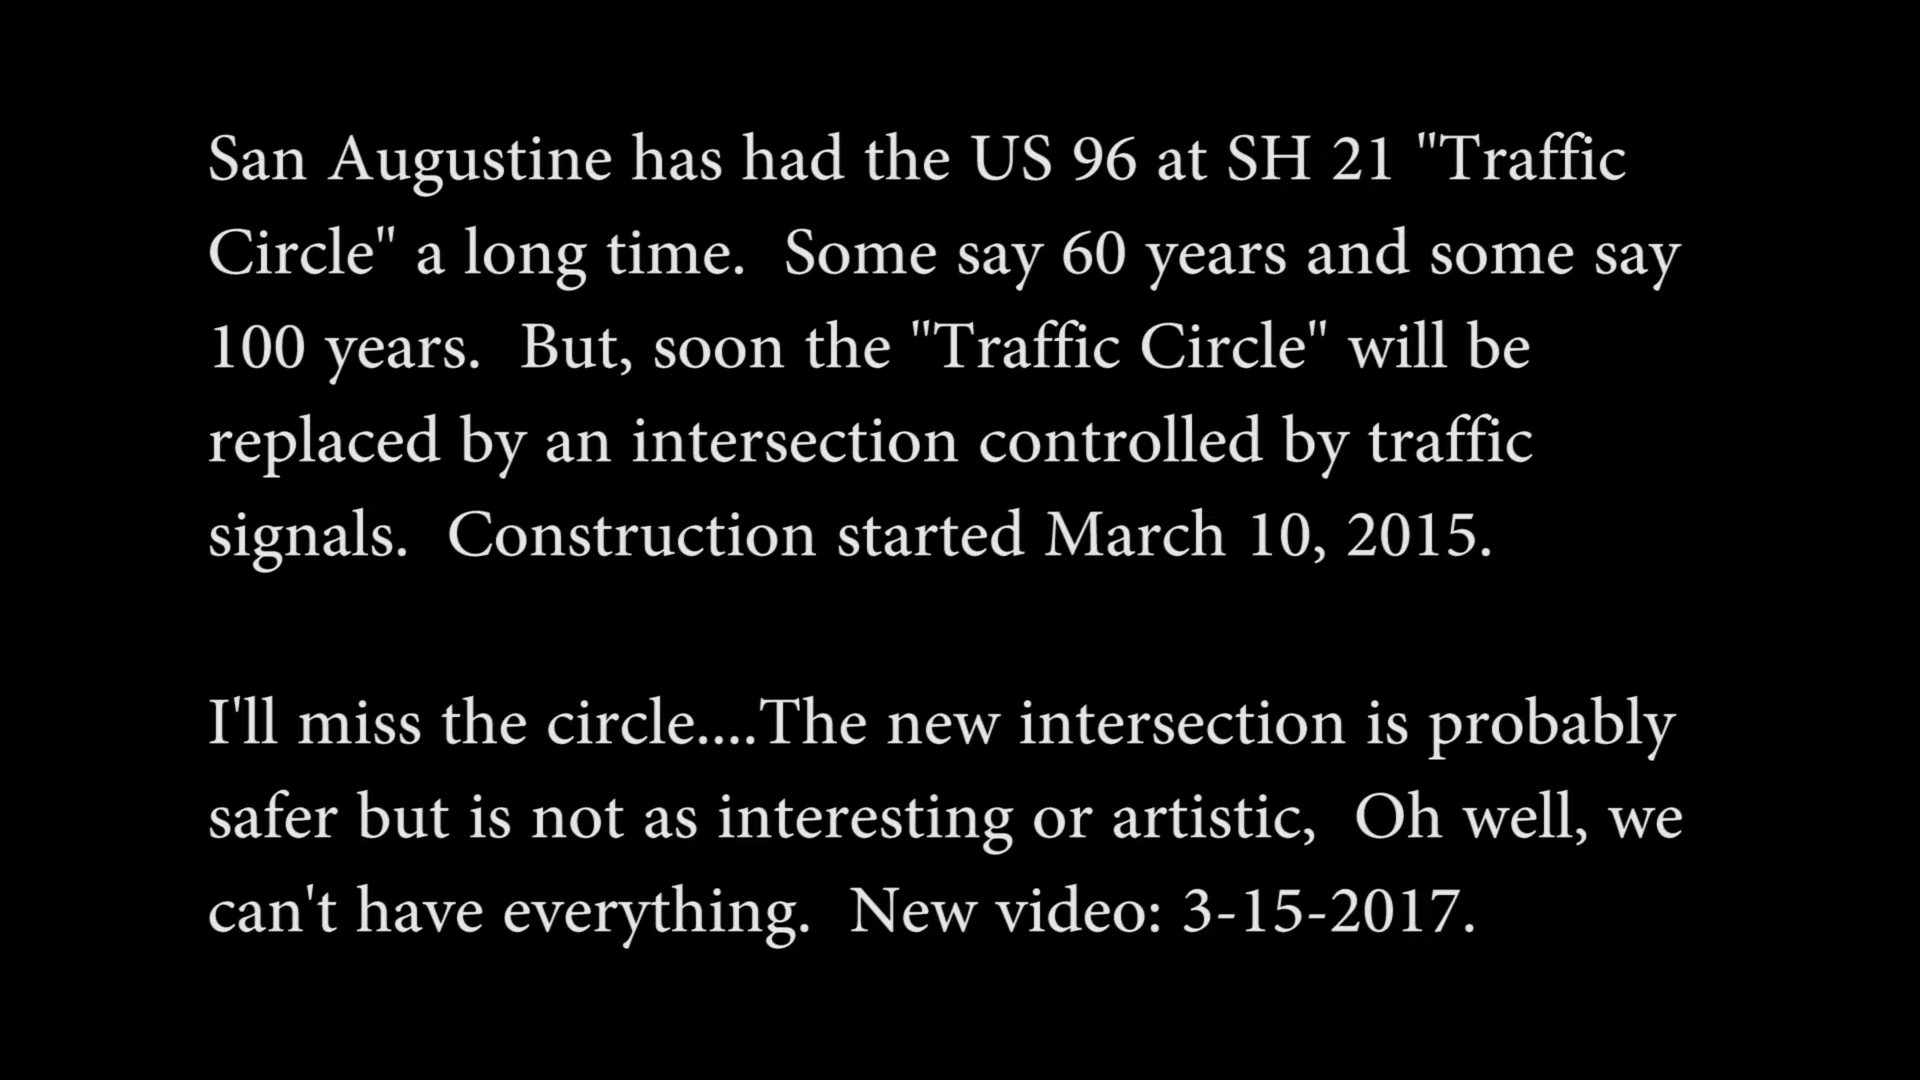 San Augustine has had the US 96 at SH 21 "Traffic
Circle" a long time.  Some say 60 years and some say
100 years.  But, soon the "Traffic Circle" will be
replaced by an intersection controlled by traffic
signals.  Construction started March 10, 2015.
I'll miss the circle....The new intersection is probably
safer but is not as interesting or artistic,  Oh well, we
can't have everything.  New video: 3-15-2017.